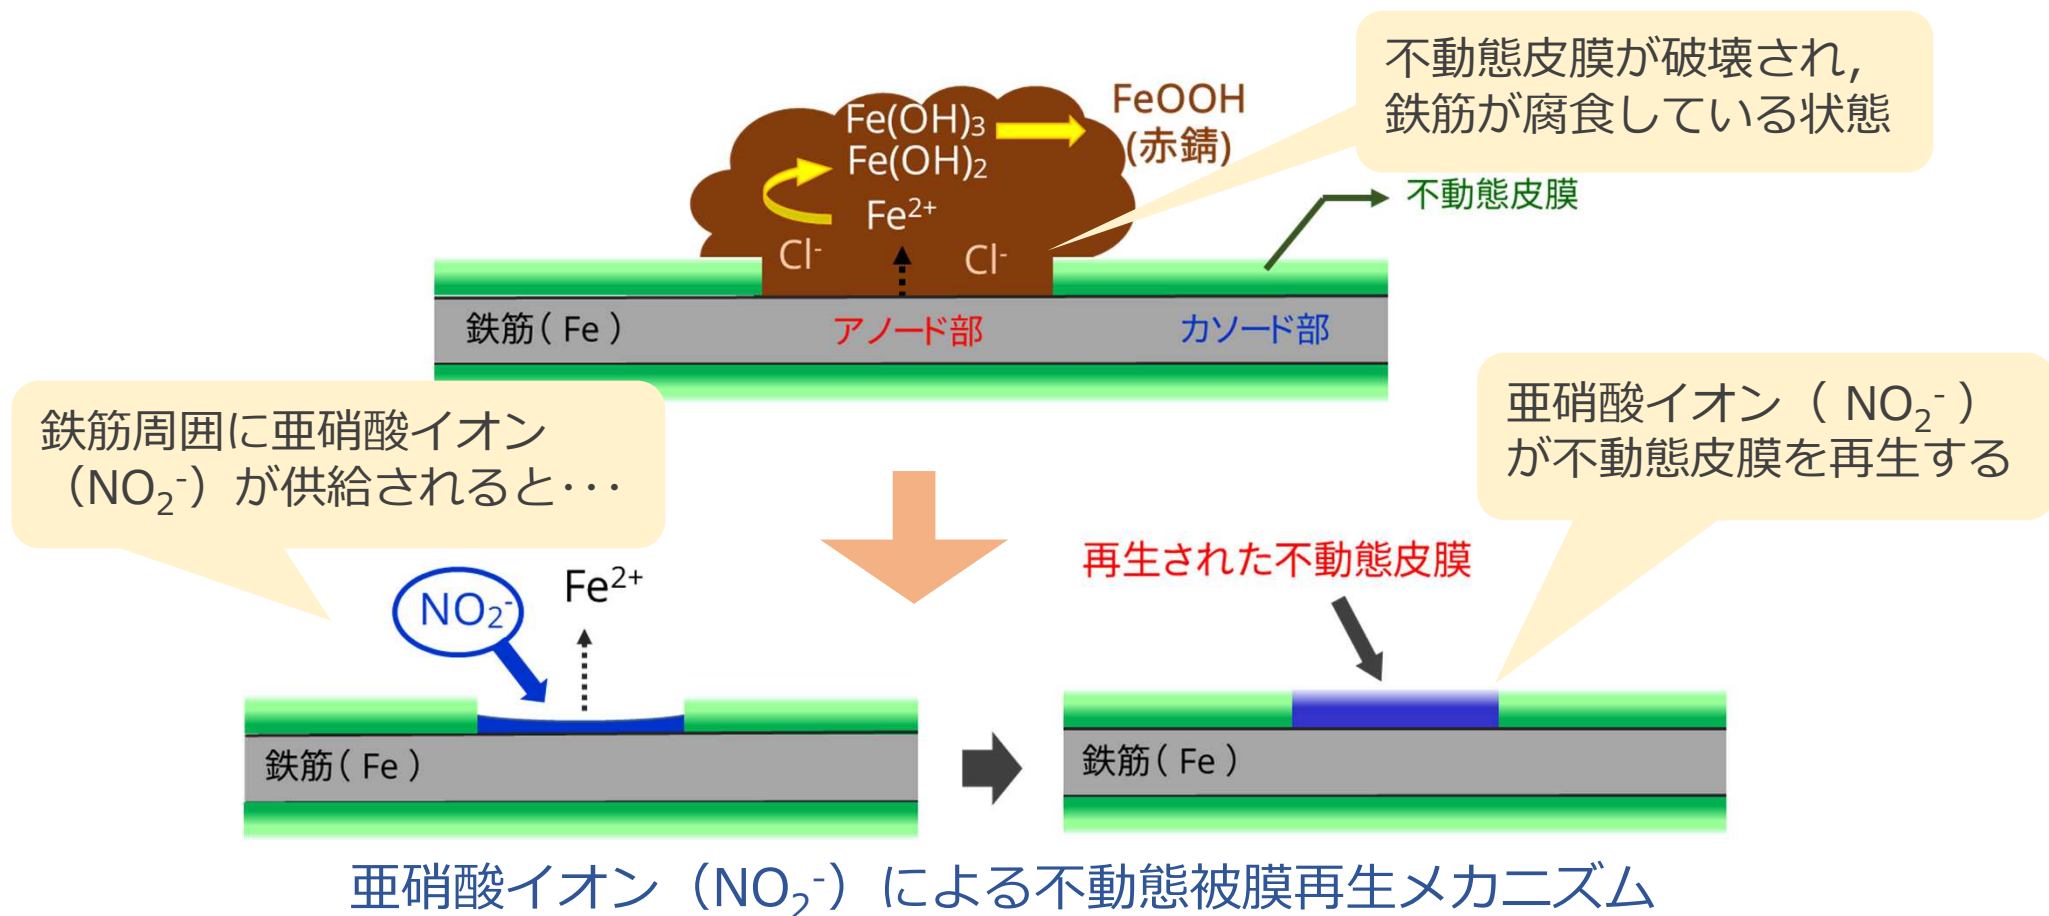 不動態皮膜が破壊され,
鉄筋が腐食している状態
FeOOH
(赤錆)
Fe(OH)₃
Fe(OH)₂
Fe²⁺
Cl⁻
Cl⁻
不動態皮膜
鉄筋( Fe )
アノード部
カソード部
鉄筋周囲に亜硝酸イオン
(NO₂⁻)が供給されると･･･
亜硝酸イオン( NO₂⁻ )
が不動態皮膜を再生する
NO₂⁻
Fe²⁺
再生された不動態皮膜
鉄筋( Fe )
鉄筋( Fe )
亜硝酸イオン(NO₂⁻)による不動態被膜再生メカニズム